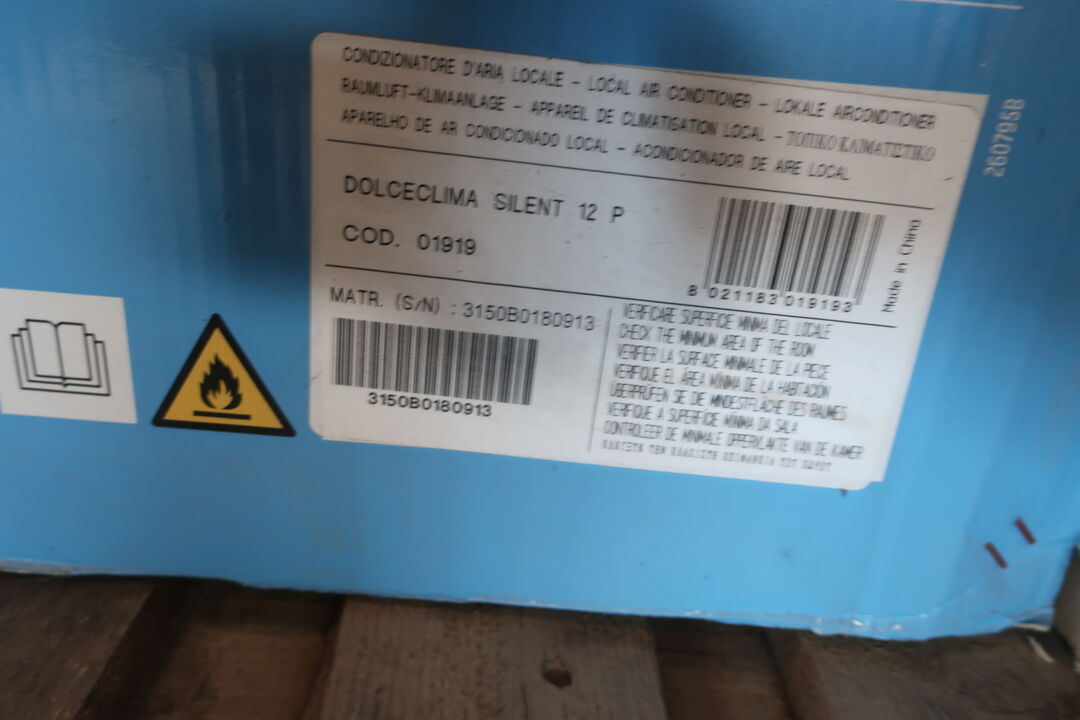 CONDIZIONATORE D'ARIA LOCALE - LOCAL AIR CONDITIONER - LOKALE AIRCONDITIONER
RAUMLUFT-KLIMAANLAGE - APPAREIL DE CLIMATISATION LOCAL - ΤΟΠΙΚΟ ΚΛΙΜΑΤΙΣΤΙΚΟ
APARELHO DE AR CONDICIONADO LOCAL - ACONDICIONADOR DE AIRE LOCAL
DOLCECLIMA SILENT 12 P
COD. 01919
8 021183 019193
Made in China
260795B
MATR. (S/N) : 3150B0180913
3150B0180913
VERIFICARE SUPERFICIE MINIMA DEL LOCALE
CHECK THE MINIMUM AREA OF THE ROOM
VERIFIER LA SURFACE MINIMALE DE LA PIECE
VERIFIQUE EL ÁREA MÍNIMA DE LA HABITACIÓN
ÜBERPRÜFEN SIE DIE MINDESTFLÄCHE DES RAUMES
VERIFIQUE A SUPERFÍCIE MÍNIMA DA SALA
CONTROLEER DE MINIMALE OPPERVLAKTE VAN DE KAMER